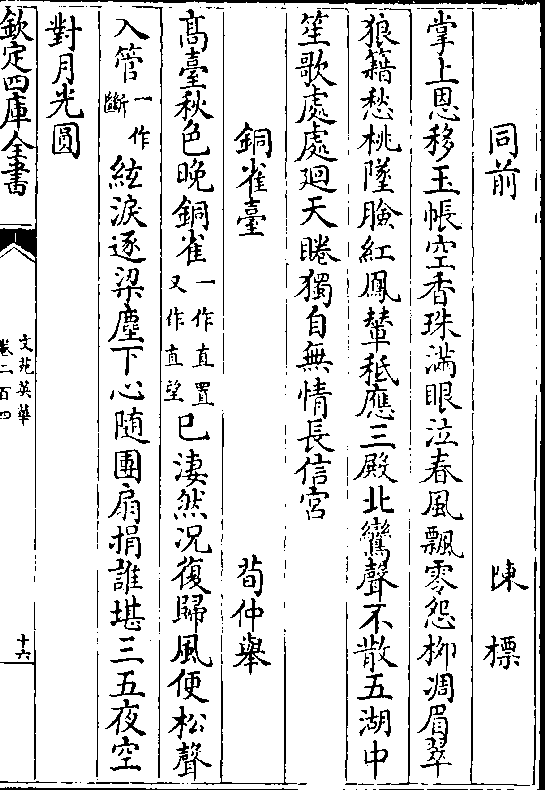 同前　陳標
掌上恩移玉帳空香珠滿眼泣春風飄零怨柳凋眉翠
狼籍愁桃墜臉紅鳳輦秪應三殿北鸞聲不散五湖中
笙歌處處廻天睠獨自無情長信宮
銅雀臺　荀仲舉
髙臺秋色晚銅雀一作直置又作直望已淒然况復歸風便松聲
入管一作斷絃淚逐梁塵下心随團扇捐誰堪三五夜空
對月光圓
欽定四庫全書　文苑英華卷二百四　十六